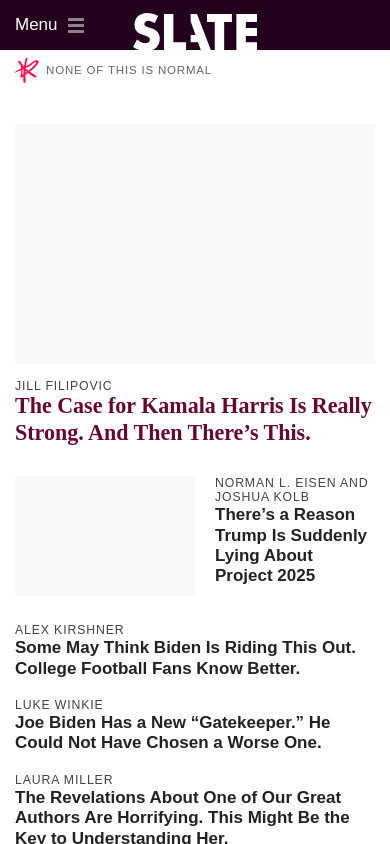 Menu
SLATE
NONE OF THIS IS NORMAL
JILL FILIPOVIC
The Case for Kamala Harris Is Really
Strong. And Then There’s This.
NORMAN L. EISEN AND
JOSHUA KOLB
There’s a Reason
Trump Is Suddenly
Lying About
Project 2025
ALEX KIRSHNER
Some May Think Biden Is Riding This Out.
College Football Fans Know Better.
LUKE WINKIE
Joe Biden Has a New “Gatekeeper.” He
Could Not Have Chosen a Worse One.
LAURA MILLER
The Revelations About One of Our Great
Authors Are Horrifying. This Might Be the
Key to Understanding Her.